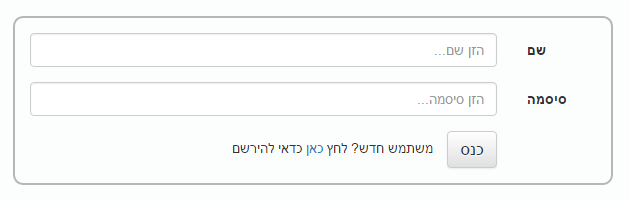 שם הזן שם...
סיסמה הזן סיסמה...
כנס משתמש חדש? לחץ כאן כדאי להירשם